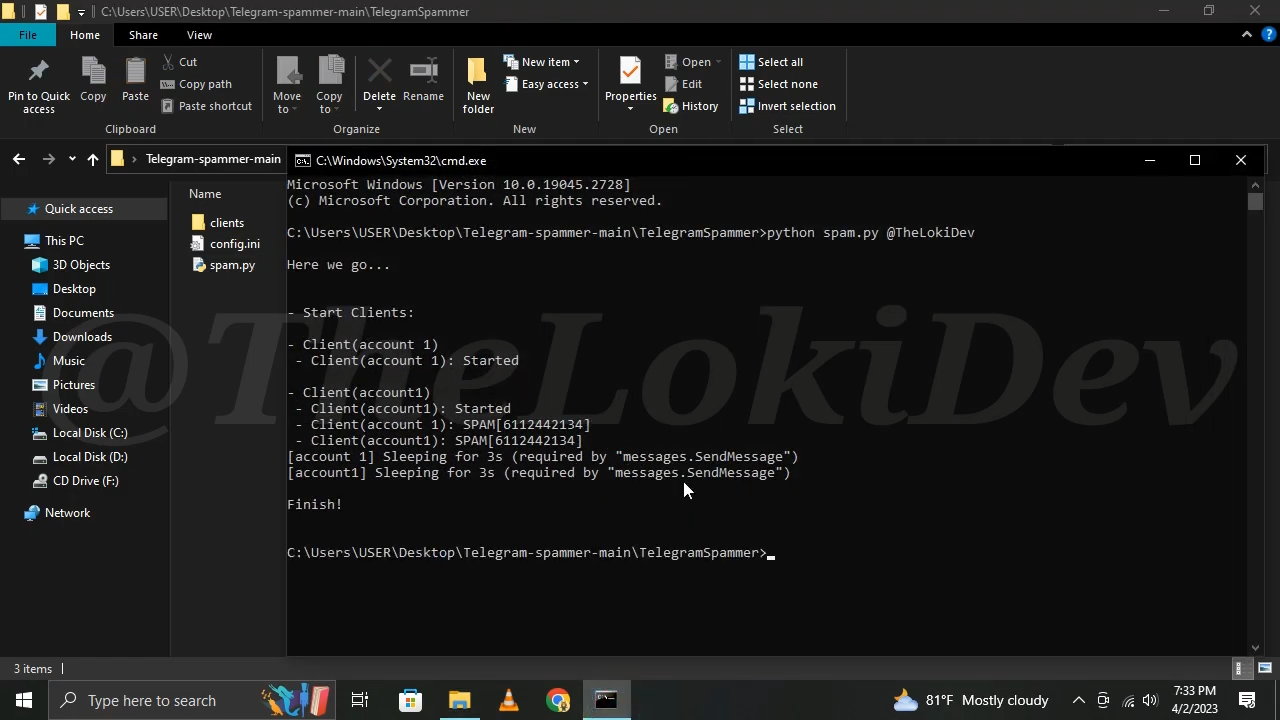 C:\Users\USER\Desktop\Telegram-spammer-main\TelegramSpammer
File Home Share View
Pin to Quick access
Copy
Paste
Cut
Copy path
Paste shortcut
Clipboard
Move to
Copy to
Delete
Rename
Organize
New folder
New item
Easy access
New
Properties
Open
Edit
History
Open
Select all
Select none
Invert selection
Select
Telegram-spammer-main
Quick access
This PC
3D Objects
Desktop
Documents
Downloads
Music
Pictures
Videos
Local Disk (C:)
Local Disk (D:)
CD Drive (F:)
Network
Name
clients
config.ini
spam.py
C:\Windows\System32\cmd.exe
Microsoft Windows [Version 10.0.19045.2728]
(c) Microsoft Corporation. All rights reserved.
C:\Users\USER\Desktop\Telegram-spammer-main\TelegramSpammer>python spam.py @TheLokiDev
Here we go...
- Start Clients:
- Client(account 1)
- Client(account 1): Started
- Client(account1)
- Client(account1): Started
- Client(account 1): SPAM[6112442134]
- Client(account1): SPAM[6112442134]
[account 1] Sleeping for 3s (required by "messages.SendMessage")
[account1] Sleeping for 3s (required by "messages.SendMessage")
Finish!
C:\Users\USER\Desktop\Telegram-spammer-main\TelegramSpammer>
@TheLokiDev
3 items
Type here to search
81°F Mostly cloudy
7:33 PM
4/2/2023